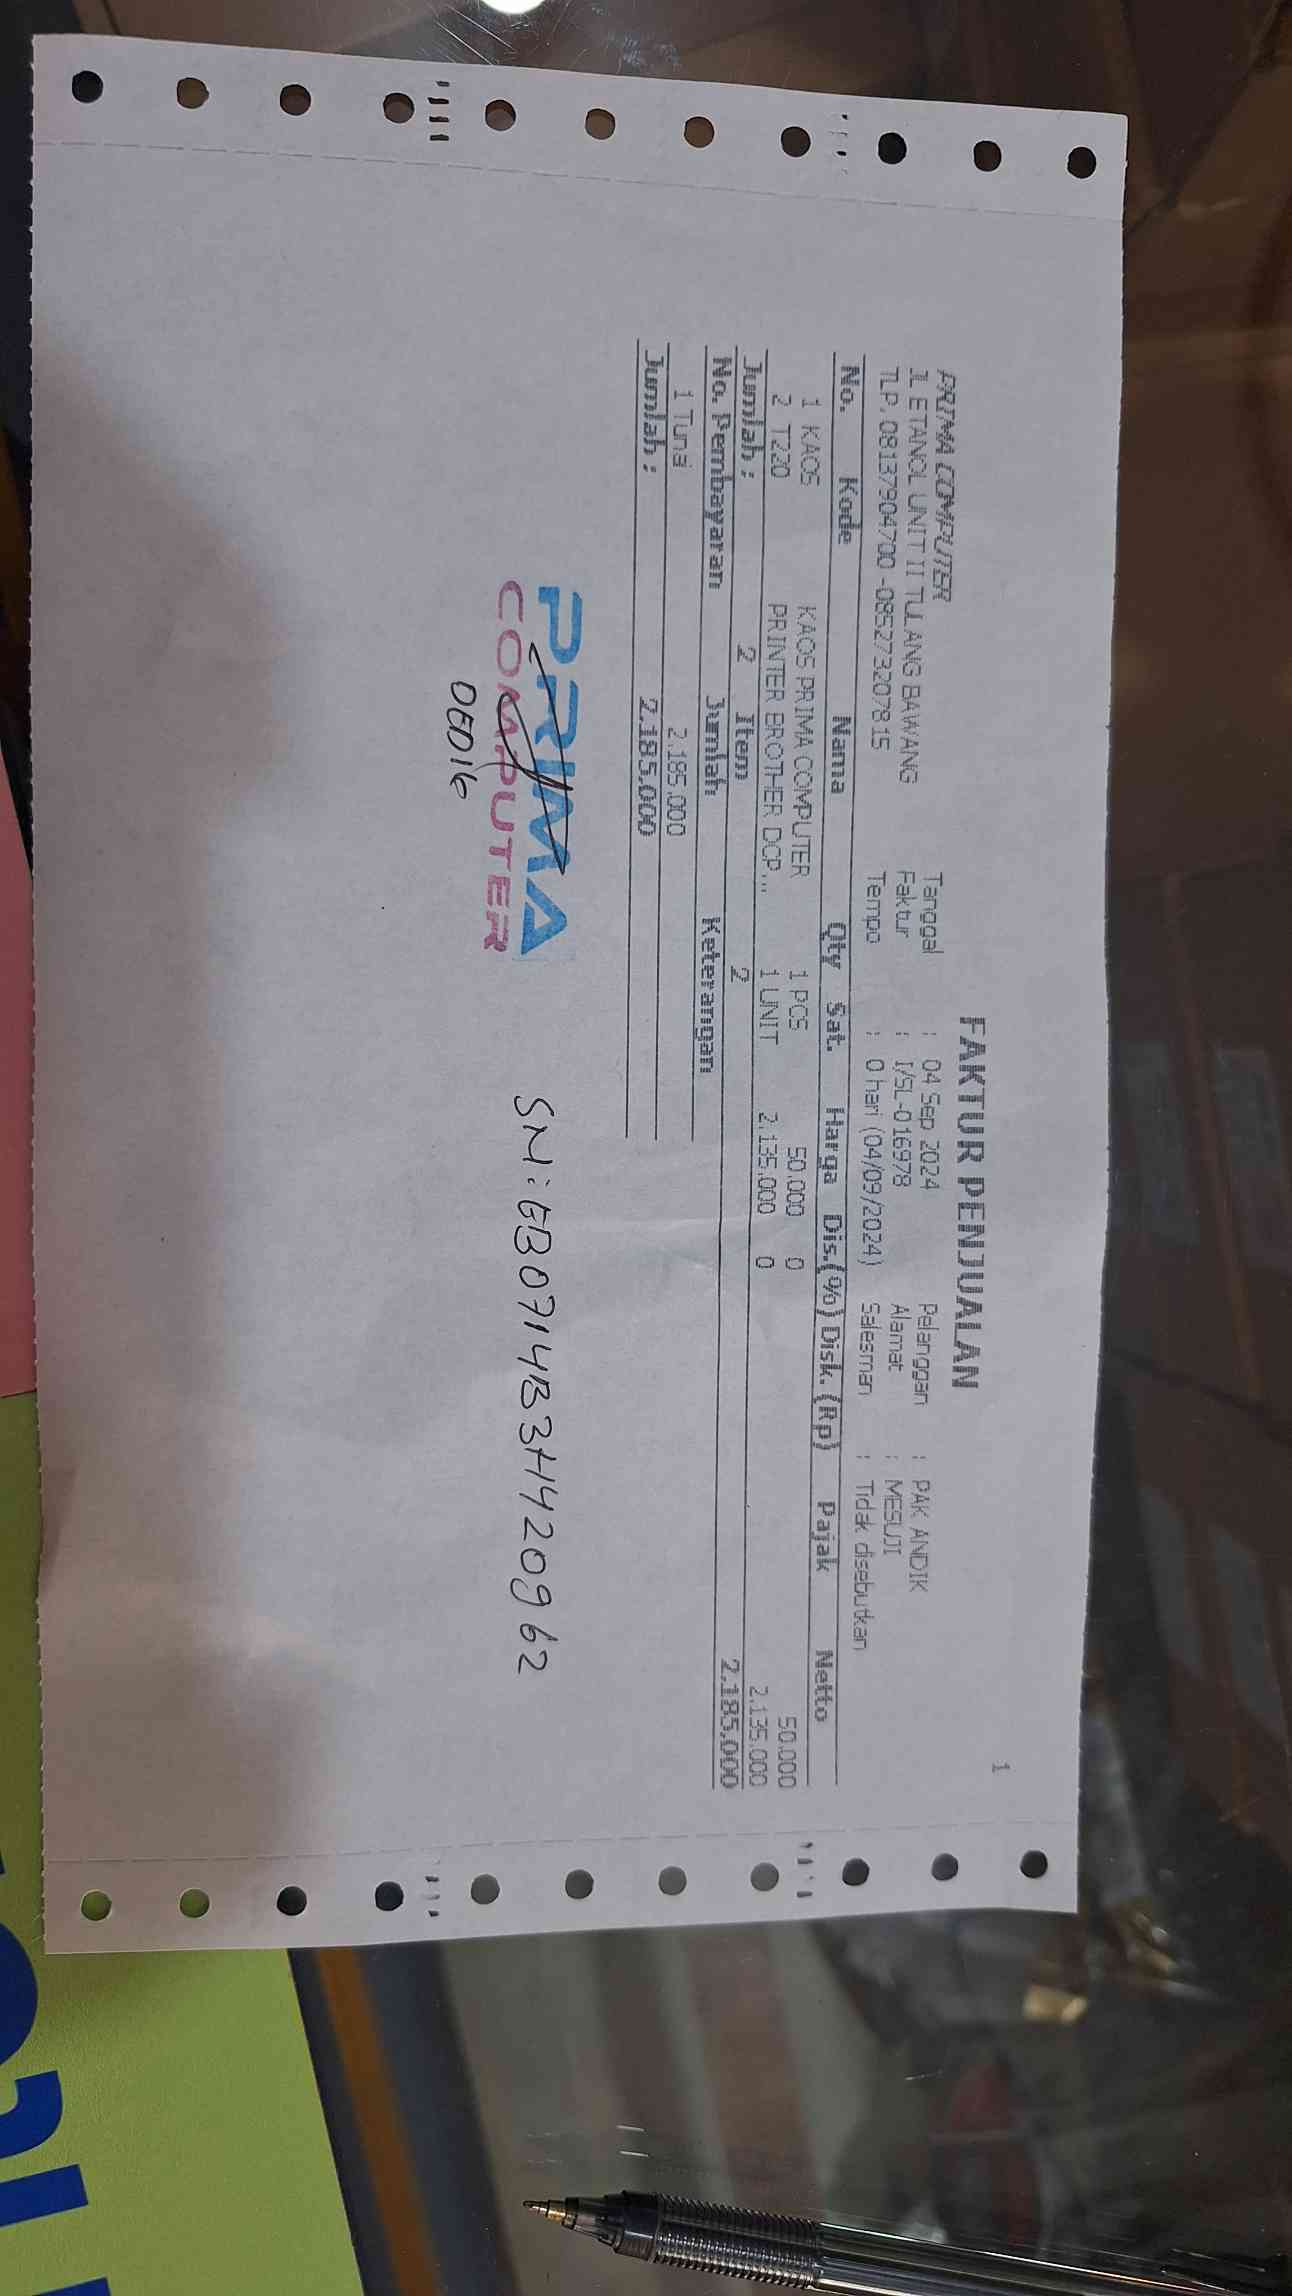 1
FAKTUR PENJUALAN
PRIMA COMPUTER
JL ETANOL UNIT II TULANG BAWANG
TLP. 08137904700 -085273207815
Tanggal : 04 Sep 2024
Faktur : I/SL-016978
Tempo : 0 hari (04/09/2024)
Pelanggan : PAK ANDIK
Alamat : MESUJI
Salesman : Tidak disebutkan
No. Kode Nama Qty Sat. Harga Dis.(%) Disk.(Rp) Pajak Netto
1 KAOS KAOS PRIMA COMPUTER 1 PCS 50.000 0 50.000
2 T220 PRINTER BROTHER DCP... 1 UNIT 2.135.000 0 2.135.000
Jumlah : 2 Item 2 2.185.000
No. Pembayaran Jumlah Keterangan
1 Tunai 2.185.000
Jumlah : 2.185.000
PRIMA
COMPUTER
SN : EB07144B3H1420962